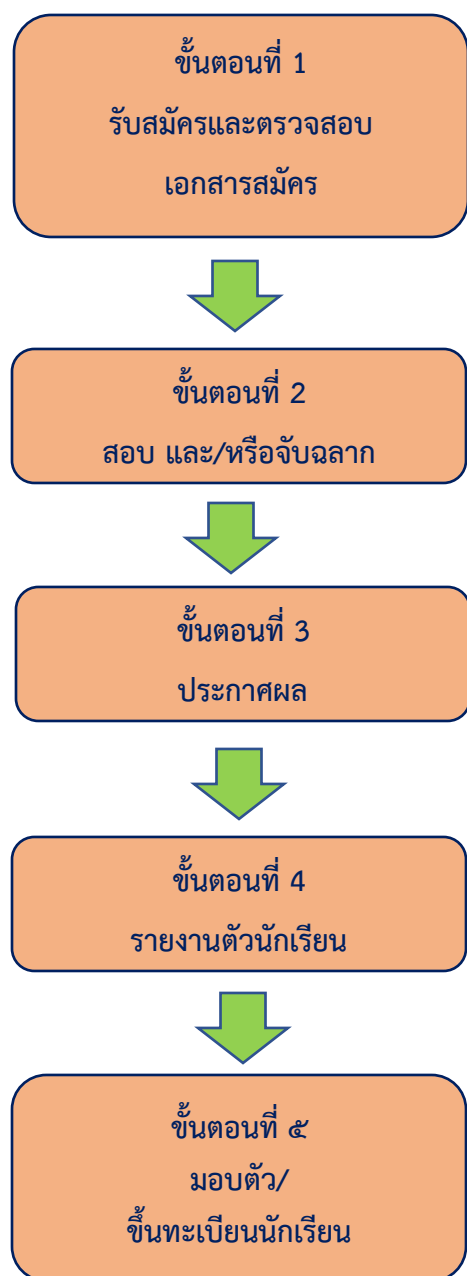 ขั้นตอนที่ 1
รับสมัครและตรวจสอบ
เอกสารสมัคร
ขั้นตอนที่ 2
สอบ และ/หรือจับฉลาก
ขั้นตอนที่ 3
ประกาศผล
ขั้นตอนที่ 4
รายงานตัวนักเรียน
ขั้นตอนที่ ๕
มอบตัว/
ขึ้นทะเบียนนักเรียน